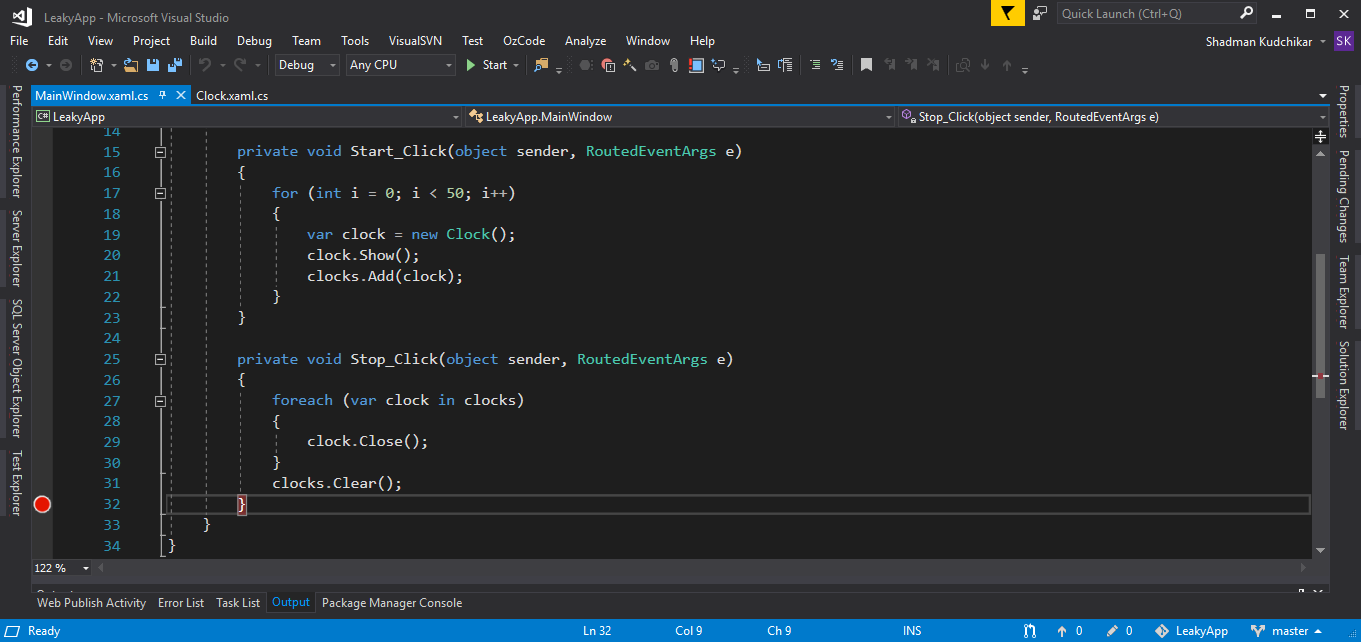 LeakyApp - Microsoft Visual Studio
Quick Launch (Ctrl+Q)
File Edit View Project Build Debug Team Tools VisualSVN Test OzCode Analyze Window Help
Shadman Kudchikar SK
Debug Any CPU Start
MainWindow.xaml.cs Clock.xaml.cs
C# LeakyApp LeakyApp.MainWindow Stop_Click(object sender, RoutedEventArgs e)
Performance Explorer
Server Explorer
SQL Server Object Explorer
Test Explorer
14
15 private void Start_Click(object sender, RoutedEventArgs e)
16 {
17 for (int i = 0; i < 50; i++)
18 {
19 var clock = new Clock();
20 clock.Show();
21 clocks.Add(clock);
22 }
23 }
24
25 private void Stop_Click(object sender, RoutedEventArgs e)
26 {
27 foreach (var clock in clocks)
28 {
29 clock.Close();
30 }
31 clocks.Clear();
32 }
33 }
34 }
Properties
Pending Changes
Team Explorer
Solution Explorer
122 %
Web Publish Activity Error List Task List Output Package Manager Console
Ready Ln 32 Col 9 Ch 9 INS 0 0 LeakyApp master